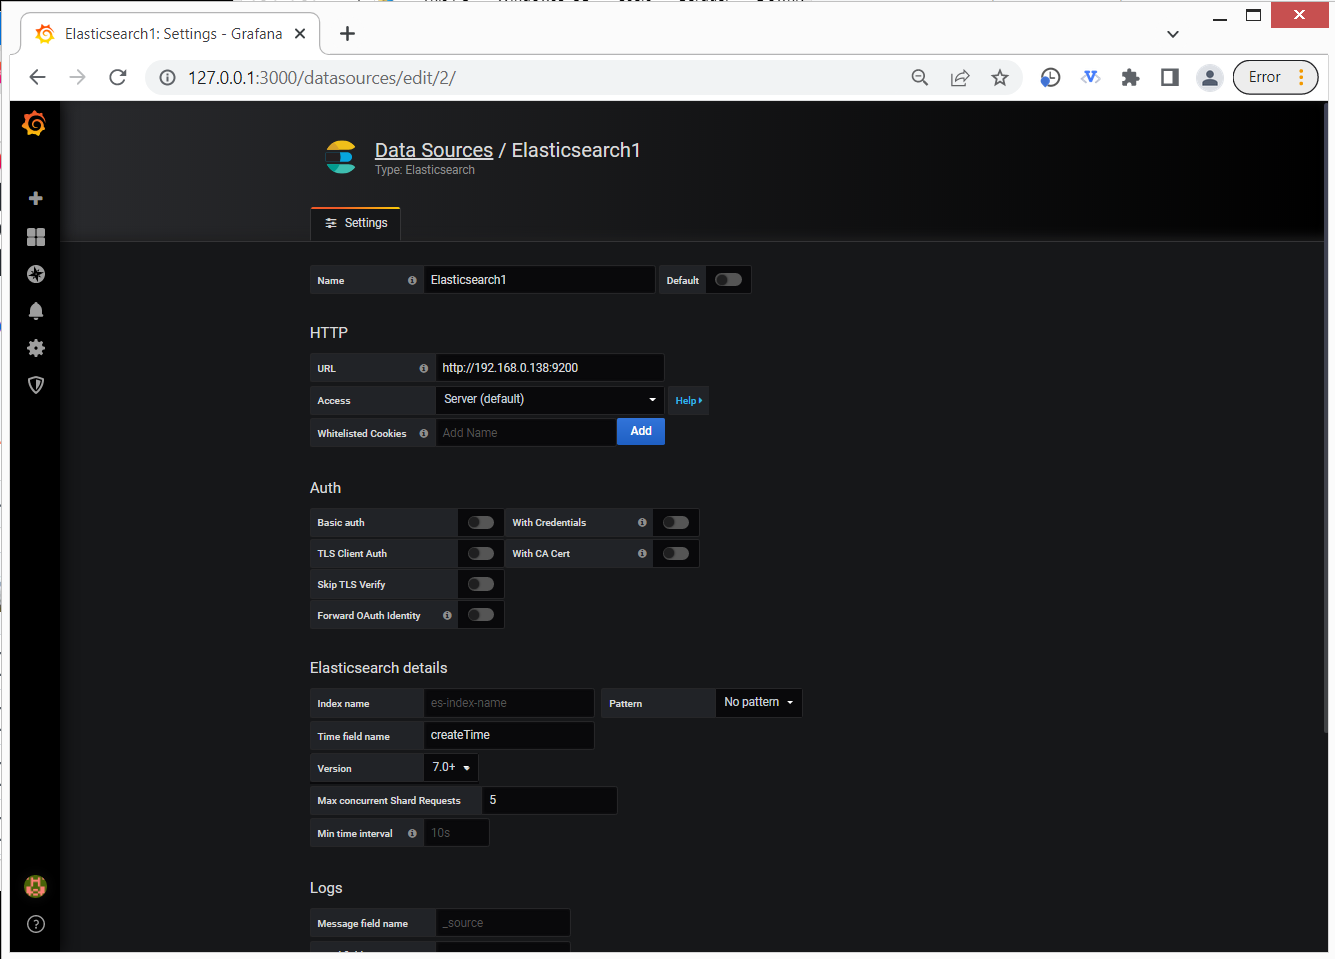 Elasticsearch1: Settings - Grafana
127.0.0.1:3000/datasources/edit/2/
Error
Data Sources / Elasticsearch1
Type: Elasticsearch
Settings
Name Elasticsearch1 Default
HTTP
URL http://192.168.0.138:9200
Access Server (default) Help
Whitelisted Cookies Add Name Add
Auth
Basic auth With Credentials
TLS Client Auth With CA Cert
Skip TLS Verify
Forward OAuth Identity
Elasticsearch details
Index name es-index-name Pattern No pattern
Time field name createTime
Version 7.0+
Max concurrent Shard Requests 5
Min time interval 10s
Logs
Message field name _source